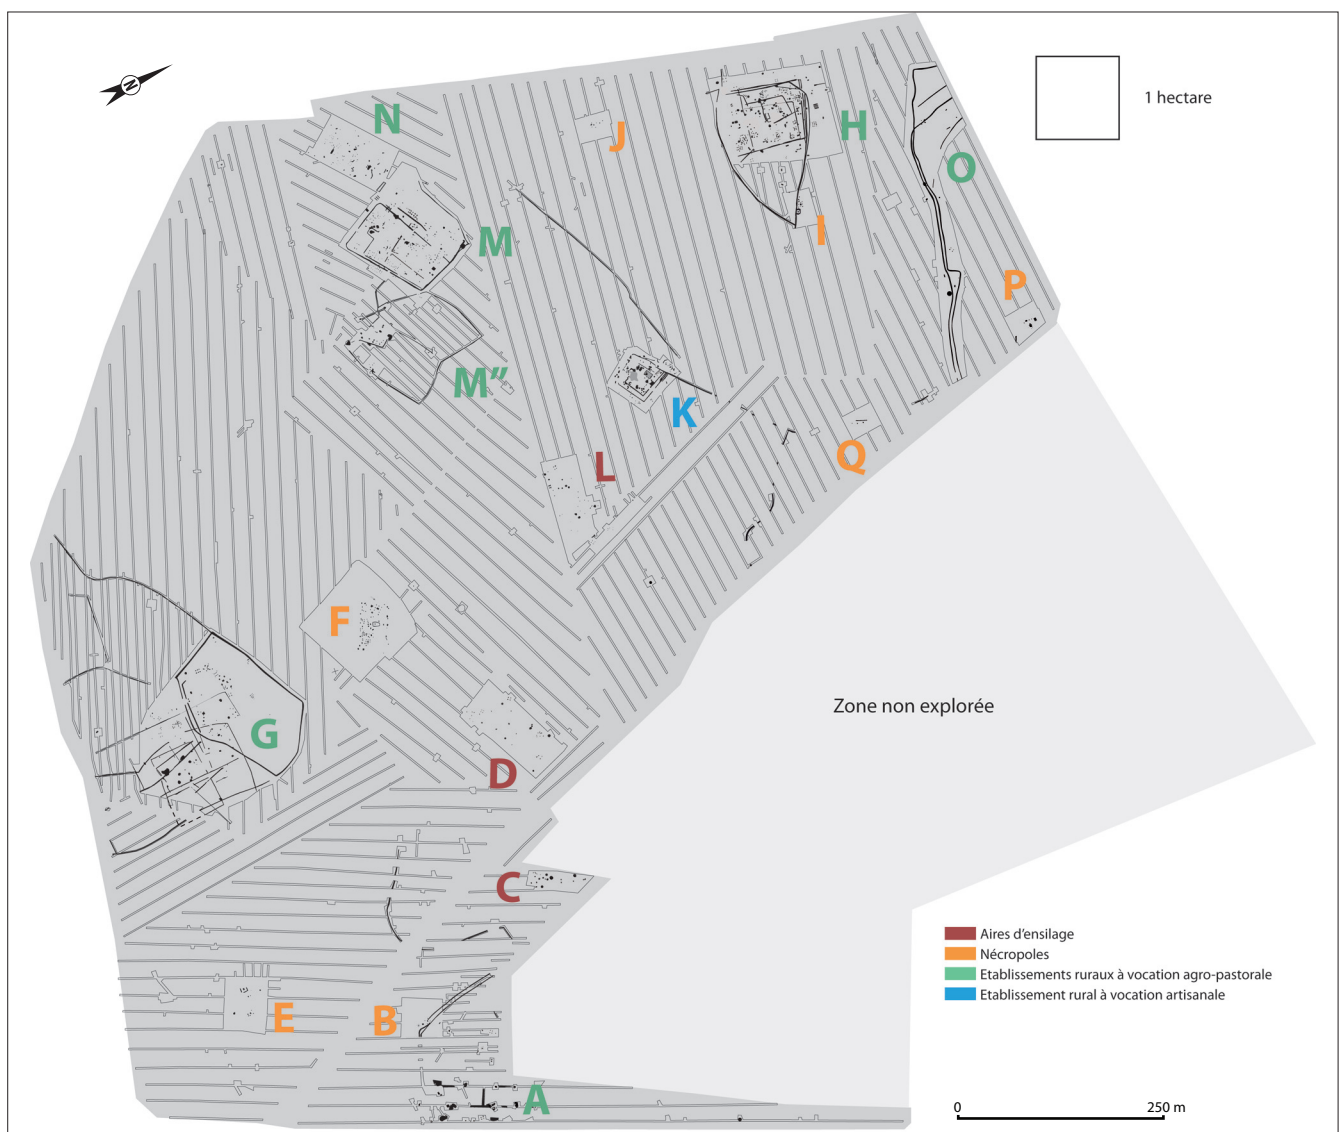 N
1 hectare
N
J
H
O
I
M
P
M’’
K
Q
L
F
Zone non explorée
G
D
C
Aires d'ensilage
Nécropoles
Etablissements ruraux à vocation agro-pastorale
Etablissement rural à vocation artisanale
E
B
A
0
250 m